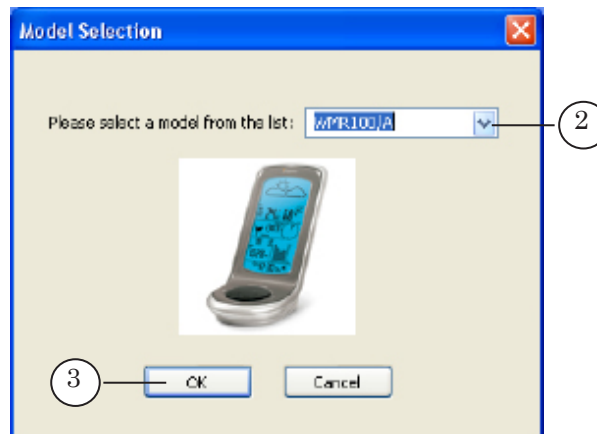 Model Selection
Please select a model from the list: WMR100/A
2
3
OK
Cancel